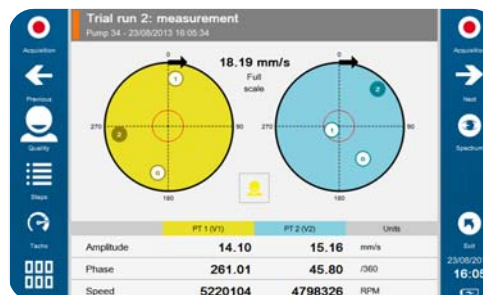 Trial run 2: measurement
Pump 34 - 23/08/2013 16:05:34
Acquisition
Previous
Quality
Steps
Tachs
0
18.19 mm/s
Full
scale
0
270
90
270
90
1
2
0
2
1
0
180
180
PT 1 (V1) PT 2 (V2) Units
Amplitude 14.10 15.16 mm/s
Phase 261.01 45.80 /360
Speed 5220104 4798326 RPM
Acquisition
Next
Spectrum
Exit
23/08/201
16:05